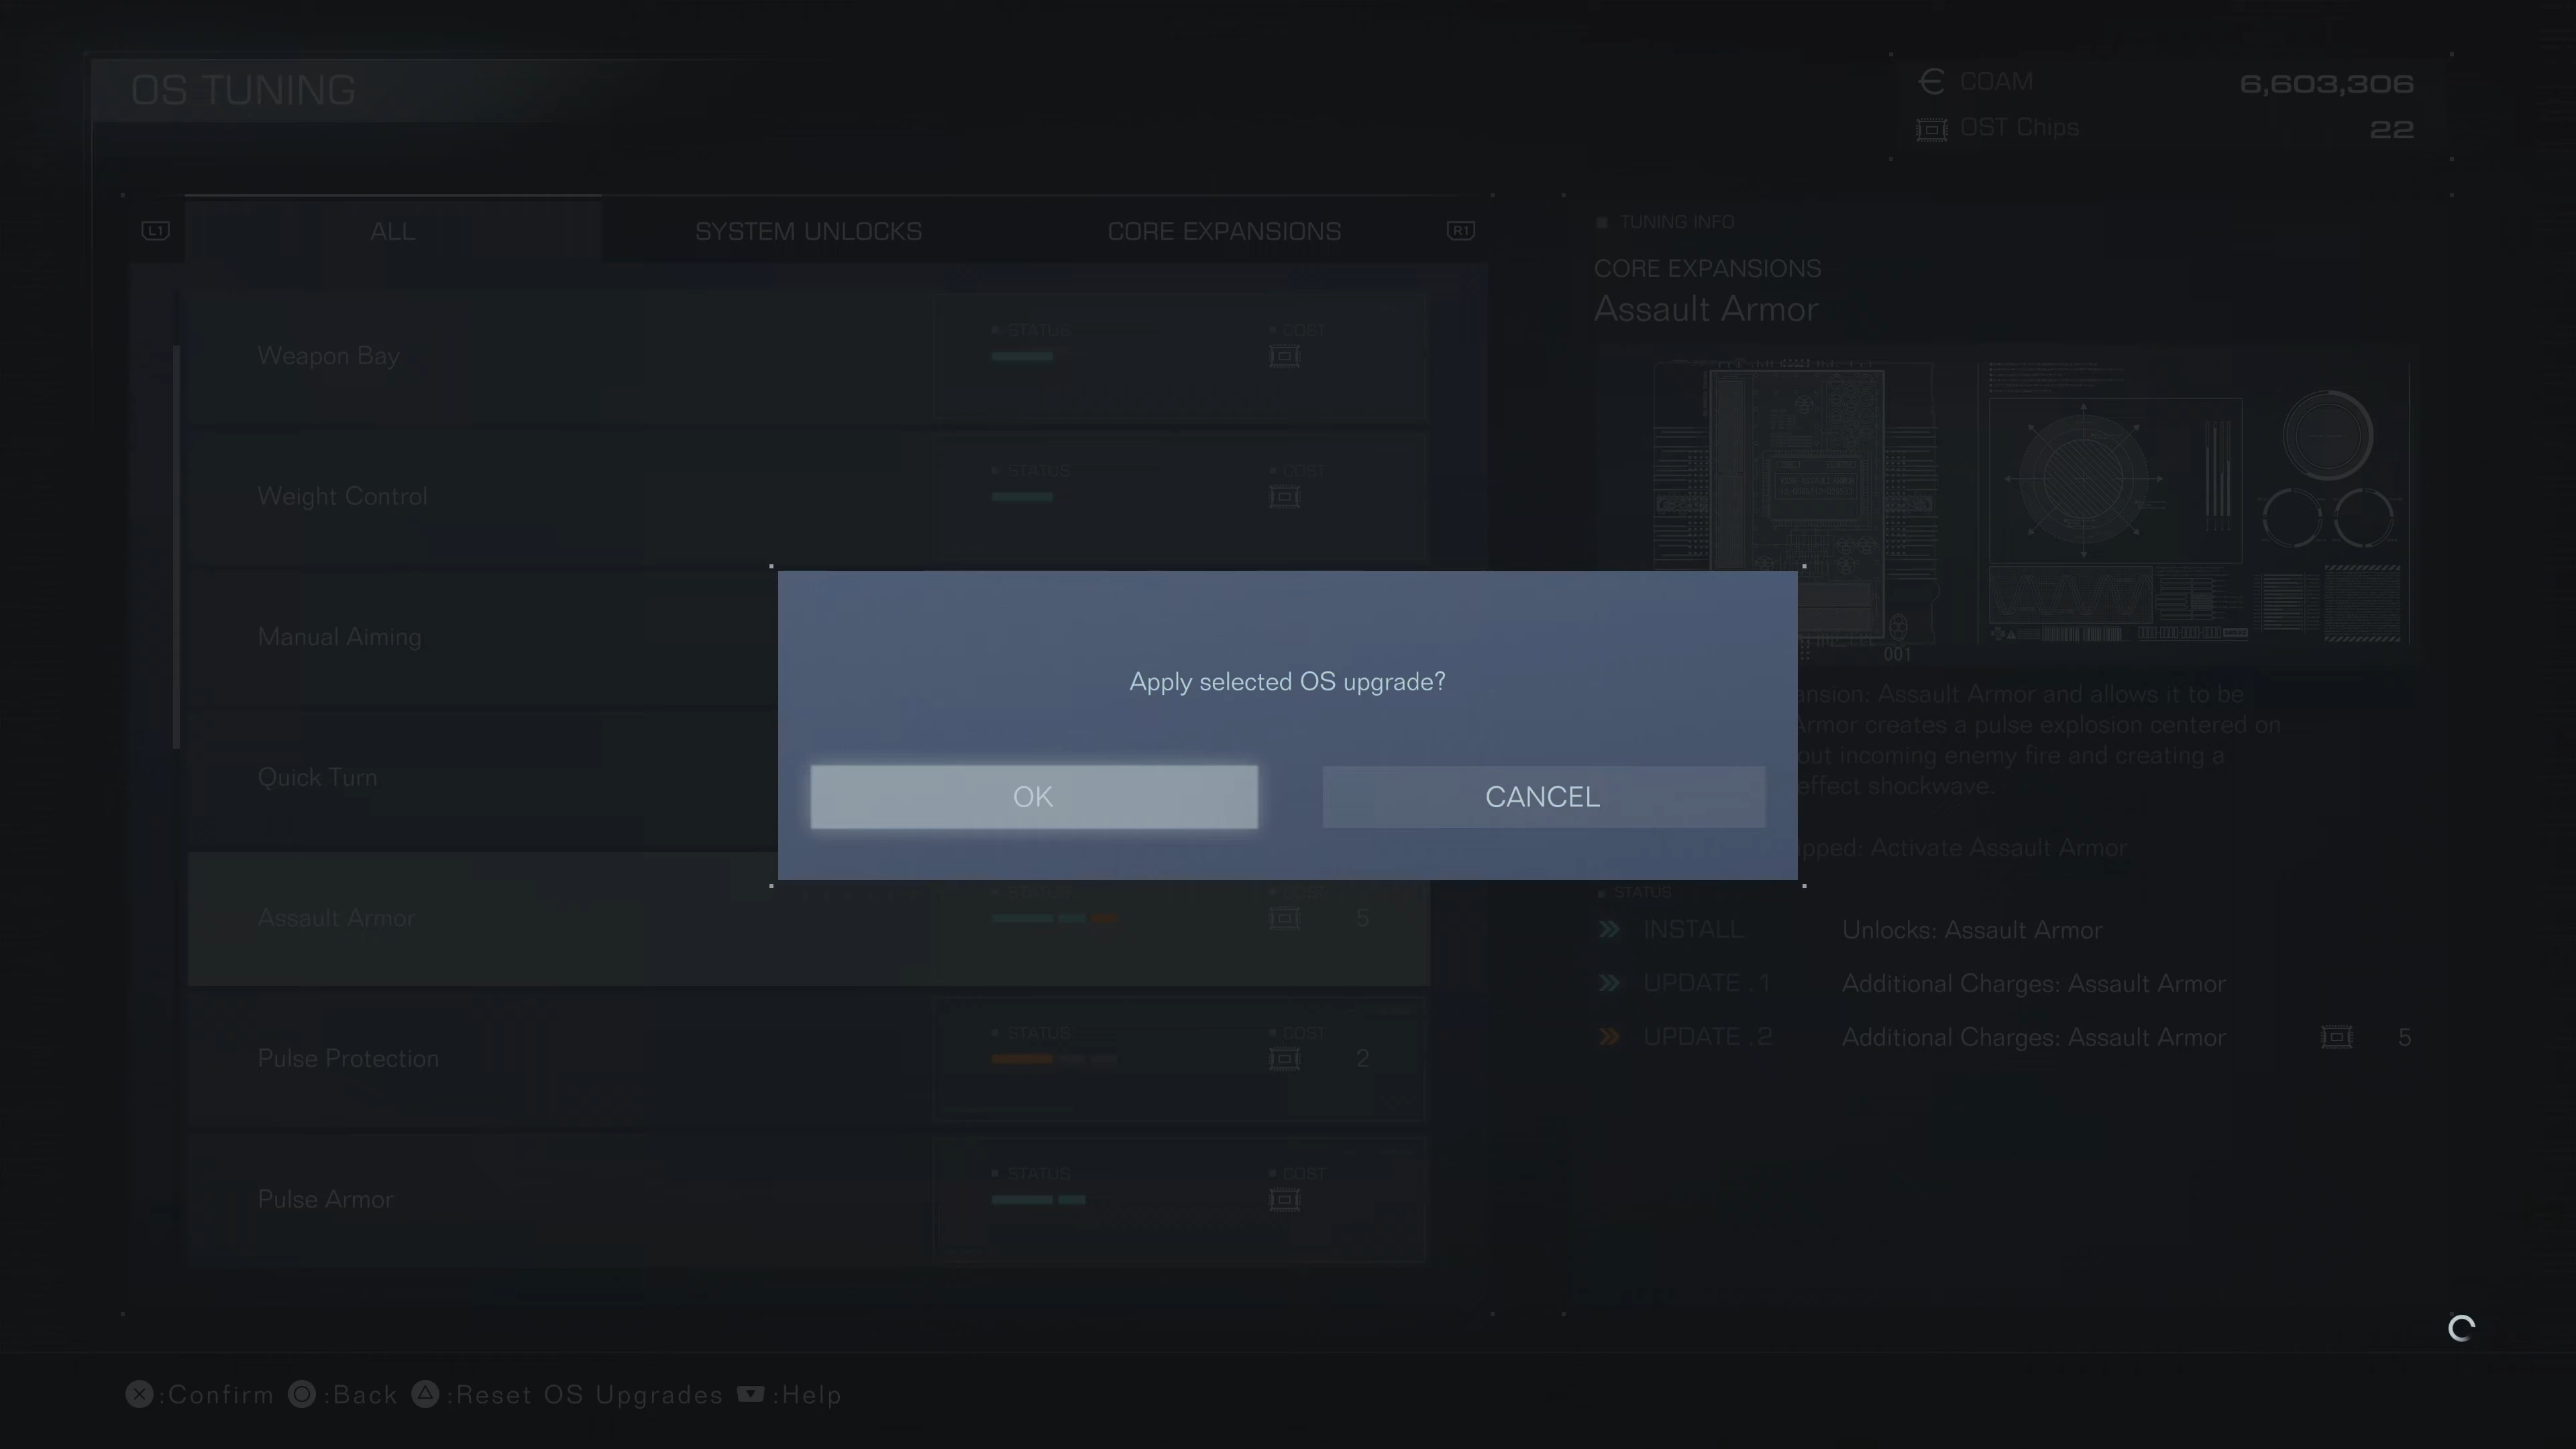 OS TUNING
COAM 6,603,306
OST Chips 22
L1 ALL SYSTEM UNLOCKS CORE EXPANSIONS R1
Weapon Bay
STATUS COST
Weight Control
STATUS COST
Manual Aiming
Quick Turn
Assault Armor
5
Pulse Protection
STATUS COST
2
Pulse Armor
STATUS COST
TUNING INFO
CORE EXPANSIONS
Assault Armor
001
ansion: Assault Armor and allows it to be
Armor creates a pulse explosion centered on
out incoming enemy fire and creating a
effect shockwave.
pped: Activate Assault Armor
STATUS
INSTALL Unlocks: Assault Armor
UPDATE .1 Additional Charges: Assault Armor
UPDATE .2 Additional Charges: Assault Armor 5
Apply selected OS upgrade?
OK CANCEL
:Confirm :Back :Reset OS Upgrades :Help